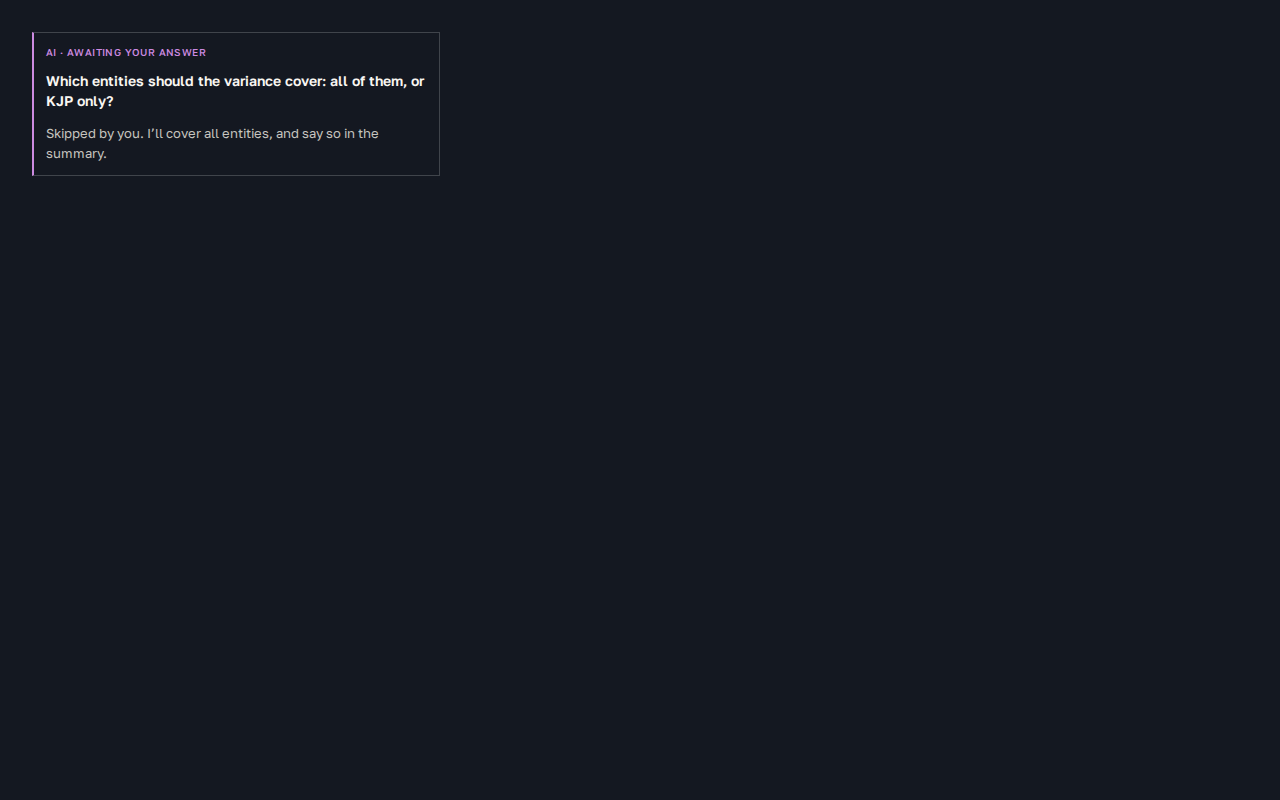 AI · AWAITING YOUR ANSWER
Which entities should the variance cover: all of them, or
KJP only?
Skipped by you. I’ll cover all entities, and say so in the
summary.